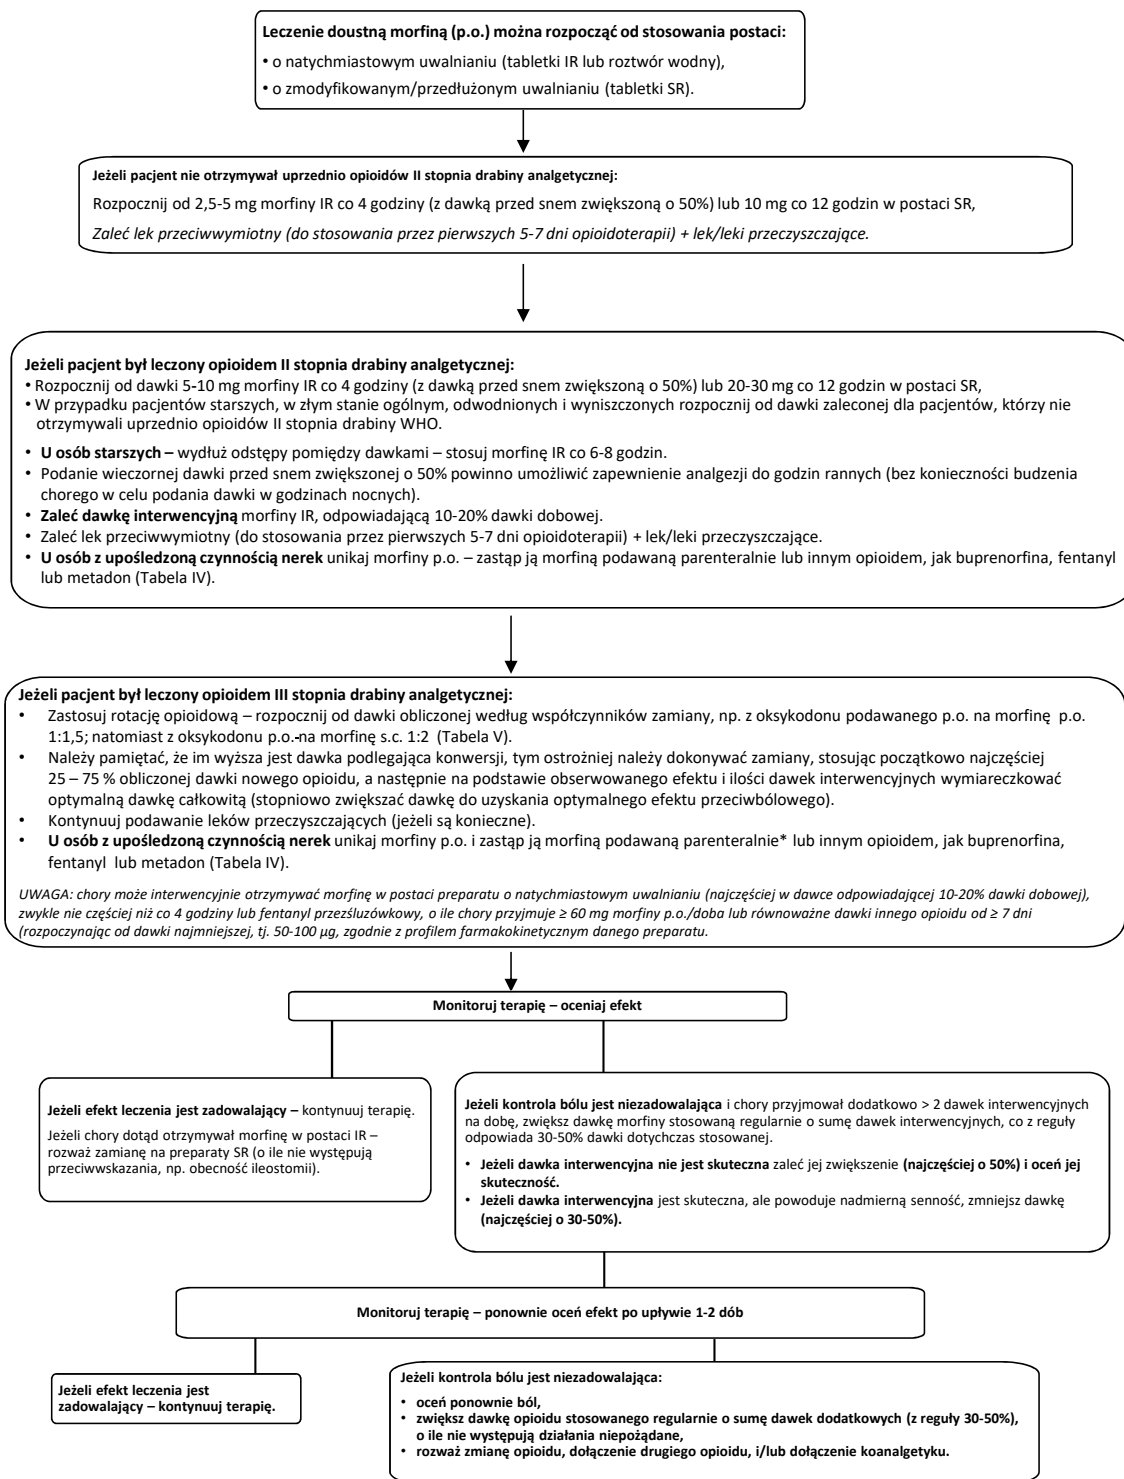 Leczenie doustną morfiną (p.o.) można rozpocząć od stosowania postaci:
• o natychmiastowym uwalnianiu (tabletki IR lub roztwór wodny),
• o zmodyfikowanym/przedłużonym uwalnianiu (tabletki SR).
Jeżeli pacjent nie otrzymywał uprzednio opioidów II stopnia drabiny analgetycznej:
Rozpocznij od 2,5-5 mg morfiny IR co 4 godziny (z dawką przed snem zwiększoną o 50%) lub 10 mg co 12 godzin w postaci SR,
Zaleć lek przeciwwymiotny (do stosowania przez pierwszych 5-7 dni opioidoterapii) + lek/leki przeczyszczające.
Jeżeli pacjent był leczony opioidem II stopnia drabiny analgetycznej:
• Rozpocznij od dawki 5-10 mg morfiny IR co 4 godziny (z dawką przed snem zwiększoną o 50%) lub 20-30 mg co 12 godzin w postaci SR,
• W przypadku pacjentów starszych, w złym stanie ogólnym, odwodnionych i wyniszczonych rozpocznij od dawki zaleconej dla pacjentów, którzy nie
otrzymywali uprzednio opioidów II stopnia drabiny WHO.
• U osób starszych – wydłuż odstępy pomiędzy dawkami – stosuj morfinę IR co 6-8 godzin.
• Podanie wieczornej dawki przed snem zwiększonej o 50% powinno umożliwić zapewnienie analgezji do godzin rannych (bez konieczności budzenia
chorego w celu podania dawki w godzinach nocnych).
• Zaleć dawkę interwencyjną morfiny IR, odpowiadającą 10-20% dawki dobowej.
• Zaleć lek przeciwwymiotny (do stosowania przez pierwszych 5-7 dni opioidoterapii) + lek/leki przeczyszczające.
• U osób z upośledzoną czynnością nerek unikaj morfiny p.o. – zastąp ją morfiną podawaną parenteralnie lub innym opioidem, jak buprenorfina, fentanyl
lub metadon (Tabela IV).
Jeżeli pacjent był leczony opioidem III stopnia drabiny analgetycznej:
• Zastosuj rotację opioidową – rozpocznij od dawki obliczonej według współczynników zamiany, np. z oksykodonu podawanego p.o. na morfinę p.o.
1:1,5; natomiast z oksykodonu p.o.-na morfinę s.c. 1:2 (Tabela V).
• Należy pamiętać, że im wyższa jest dawka podlegająca konwersji, tym ostrożniej należy dokonywać zamiany, stosując początkowo najczęściej
25 – 75 % obliczonej dawki nowego opioidu, a następnie na podstawie obserwowanego efektu i ilości dawek interwencyjnych wymiareczkować
optymalną dawkę całkowitą (stopniowo zwiększać dawkę do uzyskania optymalnego efektu przeciwbólowego).
• Kontynuuj podawanie leków przeczyszczających (jeżeli są konieczne).
• U osób z upośledzoną czynnością nerek unikaj morfiny p.o. i zastąp ją morfiną podawaną parenteralnie* lub innym opioidem, jak buprenorfina,
fentanyl lub metadon (Tabela IV).
UWAGA: chory może interwencyjnie otrzymywać morfinę w postaci preparatu o natychmiastowym uwalnianiu (najczęściej w dawce odpowiadającej 10-20% dawki dobowej),
zwykle nie częściej niż co 4 godziny lub fentanyl przezśluzówkowy, o ile chory przyjmuje ≥ 60 mg morfiny p.o./doba lub równoważne dawki innego opioidu od ≥ 7 dni
(rozpoczynając od dawki najmniejszej, tj. 50-100 µg, zgodnie z profilem farmakokinetycznym danego preparatu.
Monitoruj terapię – oceniaj efekt
Jeżeli efekt leczenia jest zadowalający – kontynuuj terapię.
Jeżeli chory dotąd otrzymywał morfinę w postaci IR –
rozważ zamianę na preparaty SR (o ile nie występują
przeciwwskazania, np. obecność ileostomii).
Jeżeli kontrola bólu jest niezadowalająca i chory przyjmował dodatkowo > 2 dawek interwencyjnych
na dobę, zwiększ dawkę morfiny stosowaną regularnie o sumę dawek interwencyjnych, co z reguły
odpowiada 30-50% dawki dotychczas stosowanej.
• Jeżeli dawka interwencyjna nie jest skuteczna zaleć jej zwiększenie (najczęściej o 50%) i oceń jej
skuteczność.
• Jeżeli dawka interwencyjna jest skuteczna, ale powoduje nadmierną senność, zmniejsz dawkę
(najczęściej o 30-50%).
Monitoruj terapię – ponownie oceń efekt po upływie 1-2 dób
Jeżeli efekt leczenia jest
zadowalający – kontynuuj terapię.
Jeżeli kontrola bólu jest niezadowalająca:
• oceń ponownie ból,
• zwiększ dawkę opioidu stosowanego regularnie o sumę dawek dodatkowych (z reguły 30-50%),
o ile nie występują działania niepożądane,
• rozważ zmianę opioidu, dołączenie drugiego opioidu, i/lub dołączenie koanalgetyku.